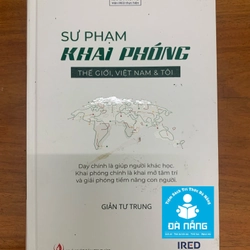 SƯ PHẠM
KHAI PHÓNG
THẾ GIỚI, VIỆT NAM & TÔI
Dạy chính là giúp người khác học.
Khai phóng chính là khai mở tâm trí
và giải phóng tiềm năng con người.
GIẢN TƯ TRUNG
ĐÀ NẴNG
IRED